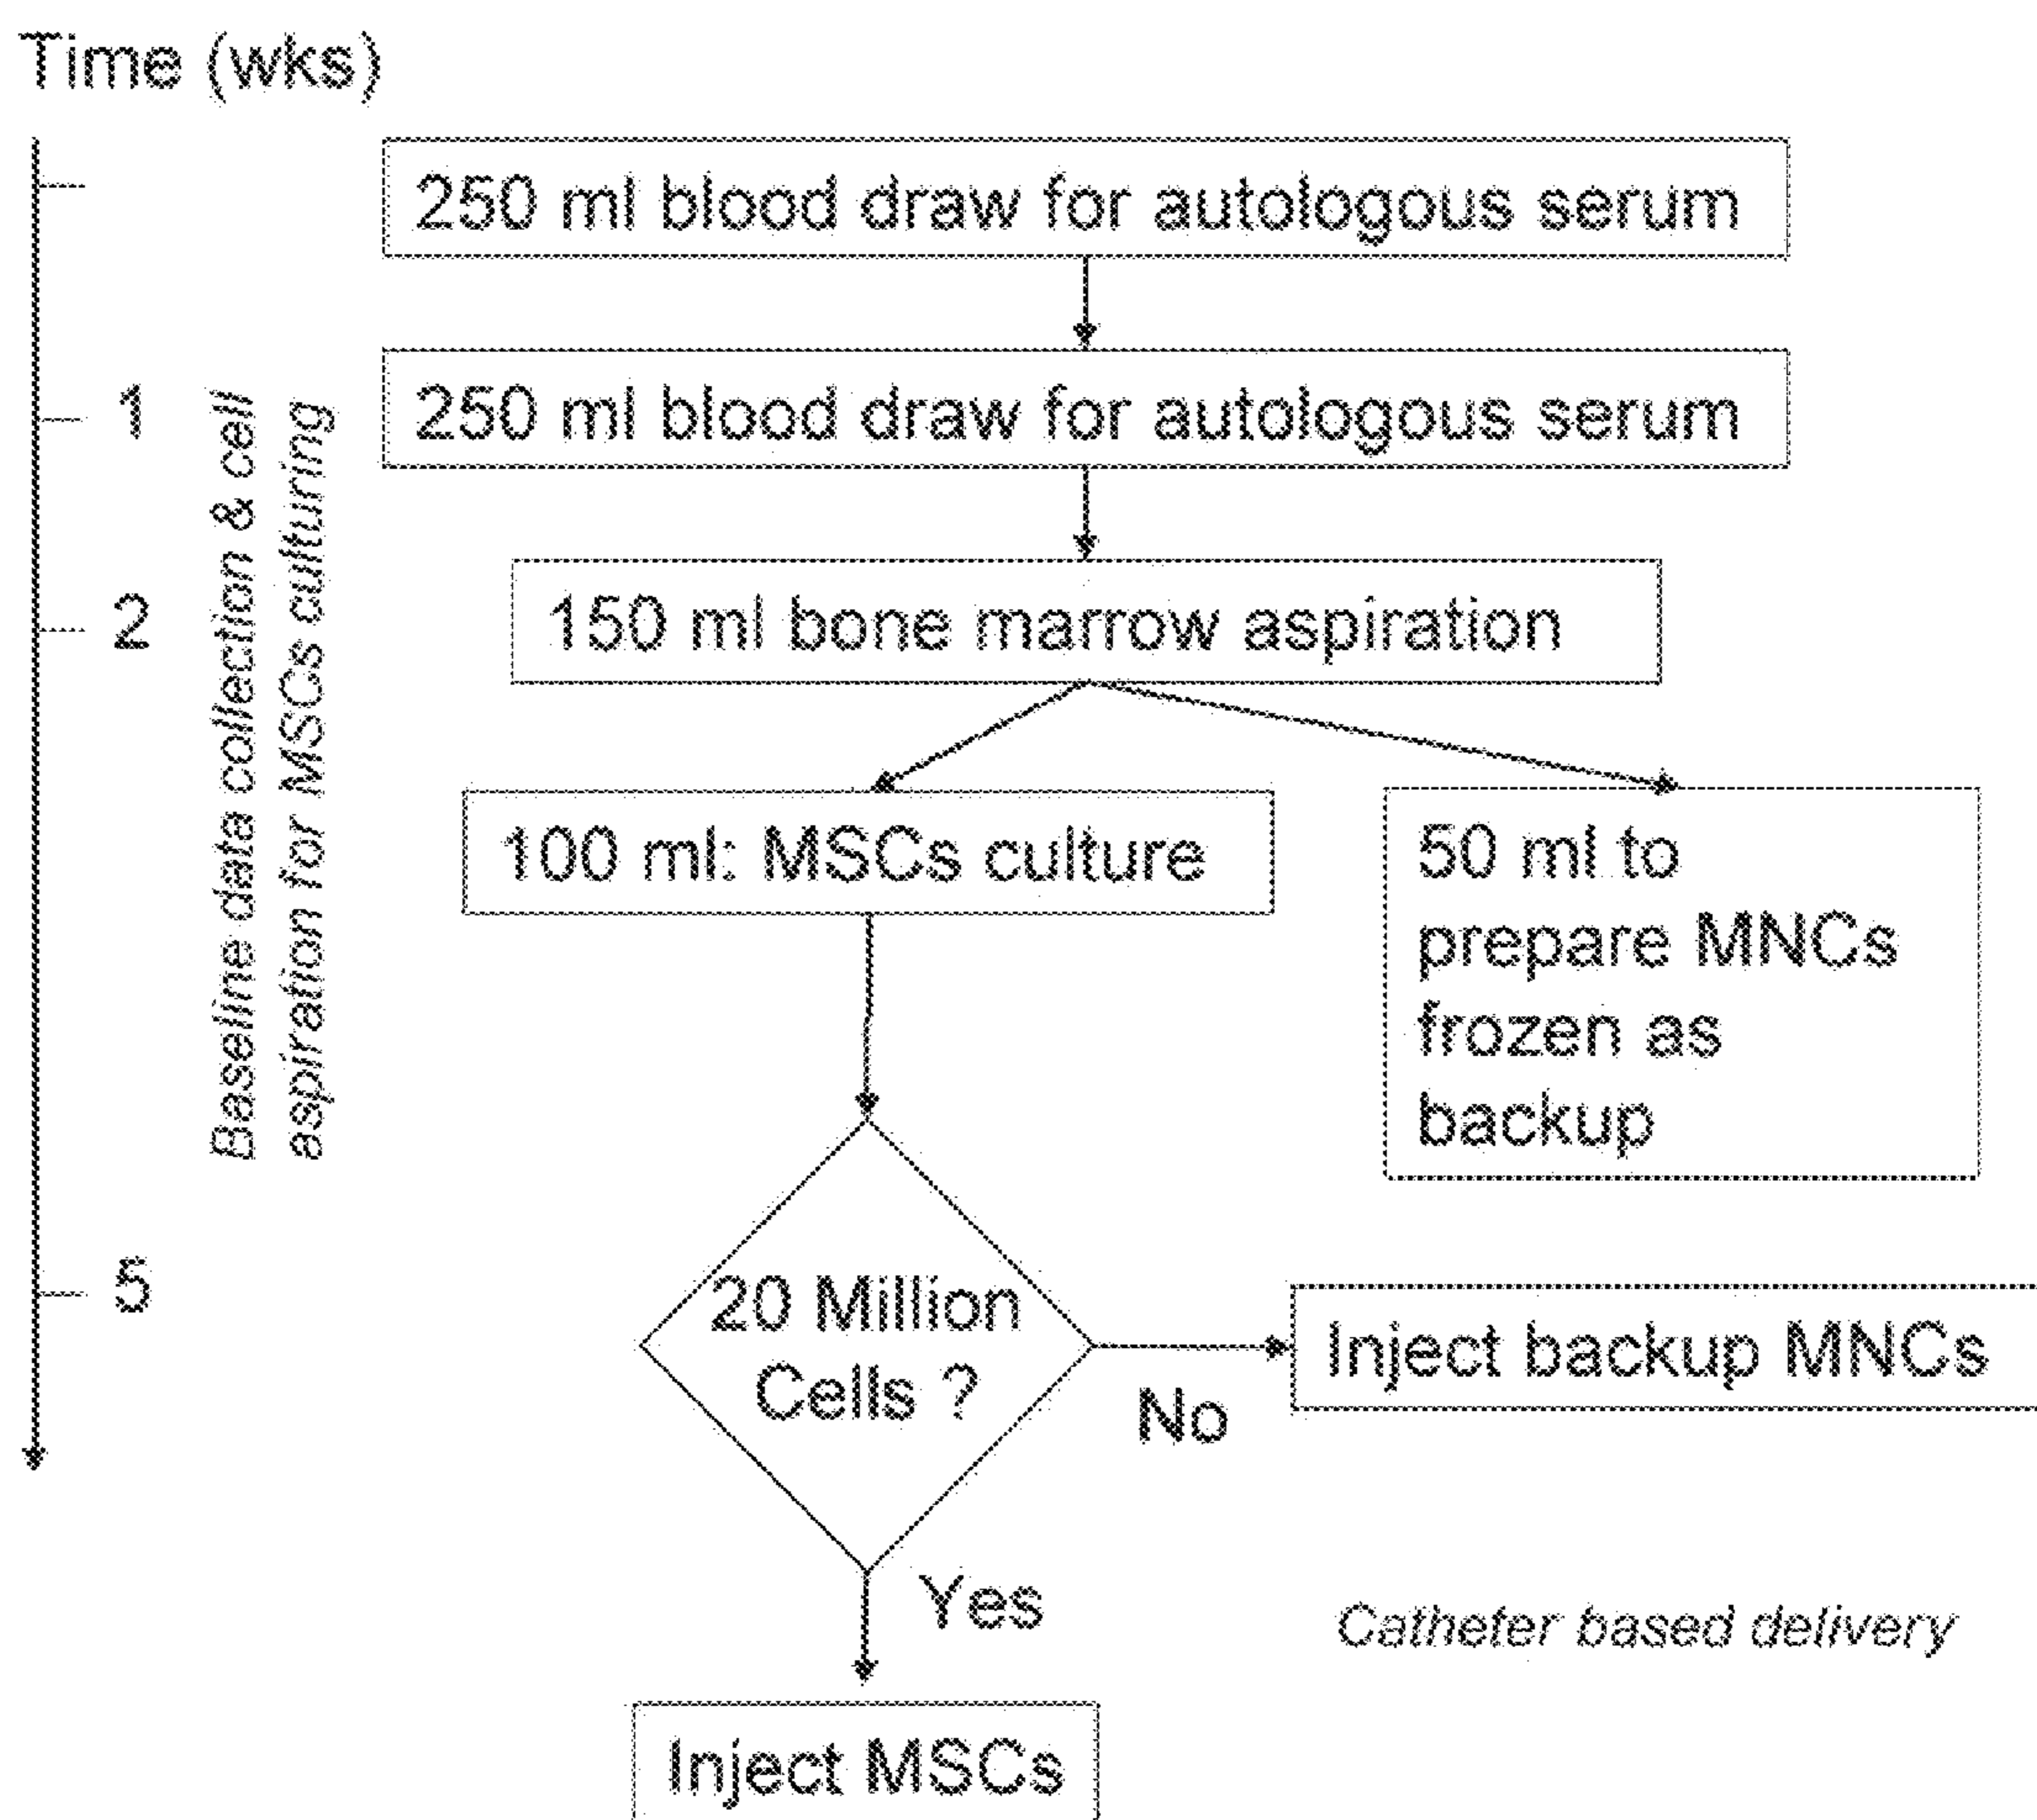 Time (wks)
250 ml blood draw for autologous serum
1
250 ml blood draw for autologous serum
Baseline data collection & cell
aspiration for MSCs culturing
2
150 ml bone marrow aspiration
100 ml: MSCs culture
50 ml to
prepare MNCs
frozen as
backup
5
20 Million
Cells ?
No
Inject backup MNCs
Yes
Catheter based delivery
Inject MSCs